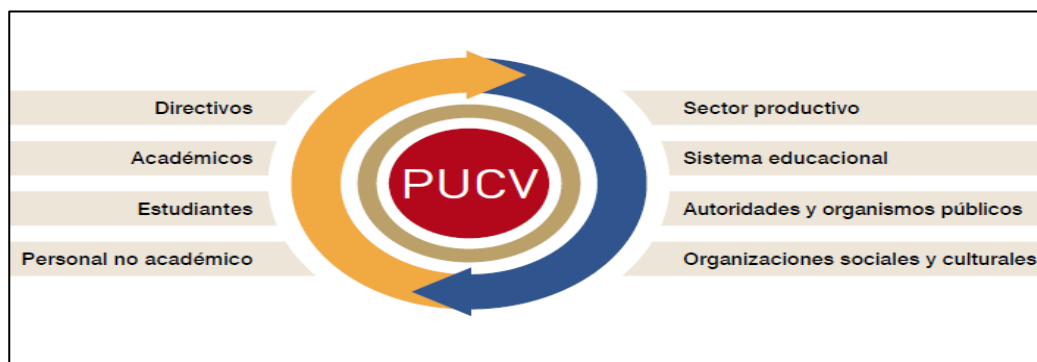 Directivos
Académicos
Estudiantes
Personal no académico
PUCV
Sector productivo
Sistema educacional
Autoridades y organismos públicos
Organizaciones sociales y culturales